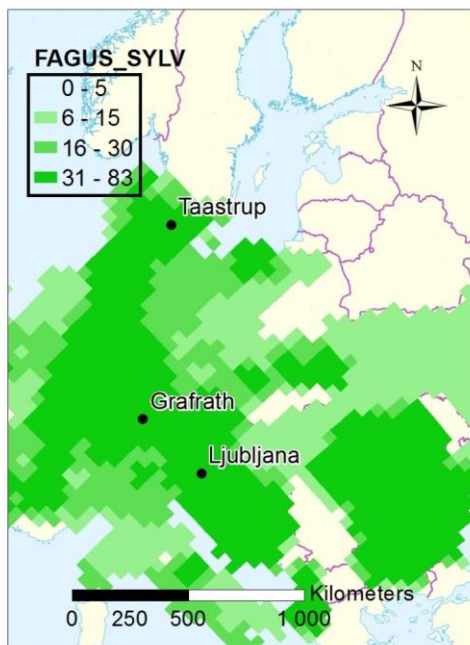 FAGUS_SYLV
0 - 5
6 - 15
16 - 30
31 - 83
N
Taastrup
Grafrath
Ljubljana
Kilometers
0 250 500 1 000